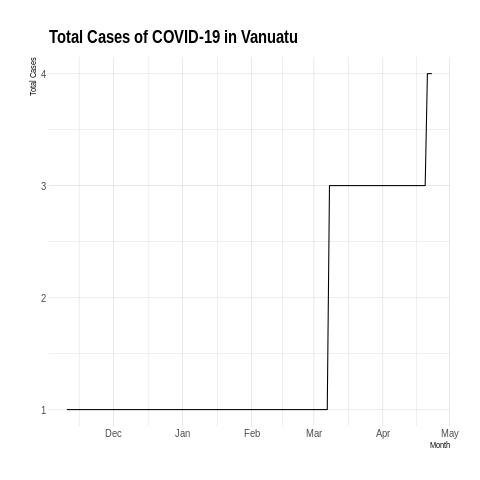 Total Cases of COVID-19 in Vanuatu
Total Cases
4
3
2
1
Dec Jan Feb Mar Apr May
Month